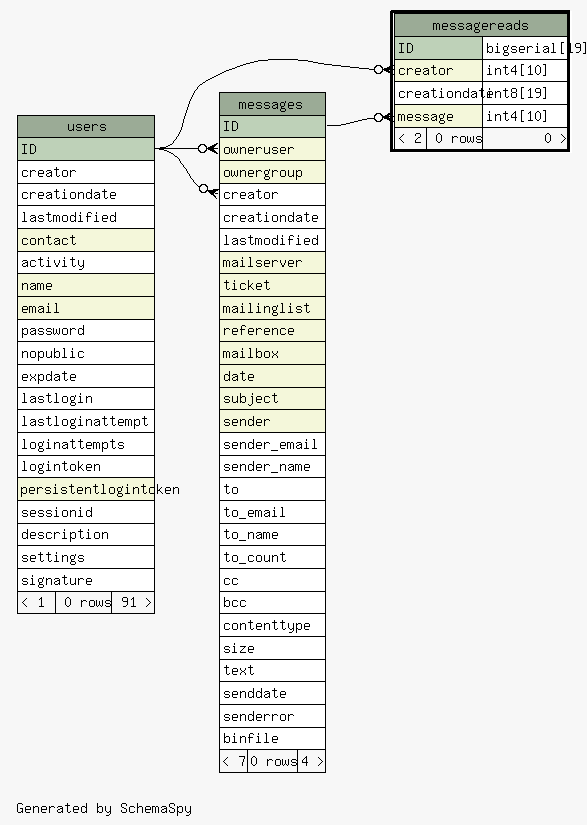 users
ID
creator
creationdate
lastmodified
contact
activity
name
email
password
nopublic
expdate
lastlogin
lastloginattempt
loginattempts
logintoken
persistentlogintoken
sessionid
description
settings
signature
< 1 0 rows 91 >
messages
ID
owneruser
ownergroup
creator
creationdate
lastmodified
mailserver
ticket
mailinglist
reference
mailbox
date
subject
sender
sender_email
sender_name
to
to_email
to_name
to_count
cc
bcc
contenttype
size
text
senddate
senderror
binfile
< 7 0 rows 4 >
messagereads
ID bigserial[19]
creator int4[10]
creationdate int8[19]
message int4[10]
< 2 0 rows 0 >
Generated by SchemaSpy